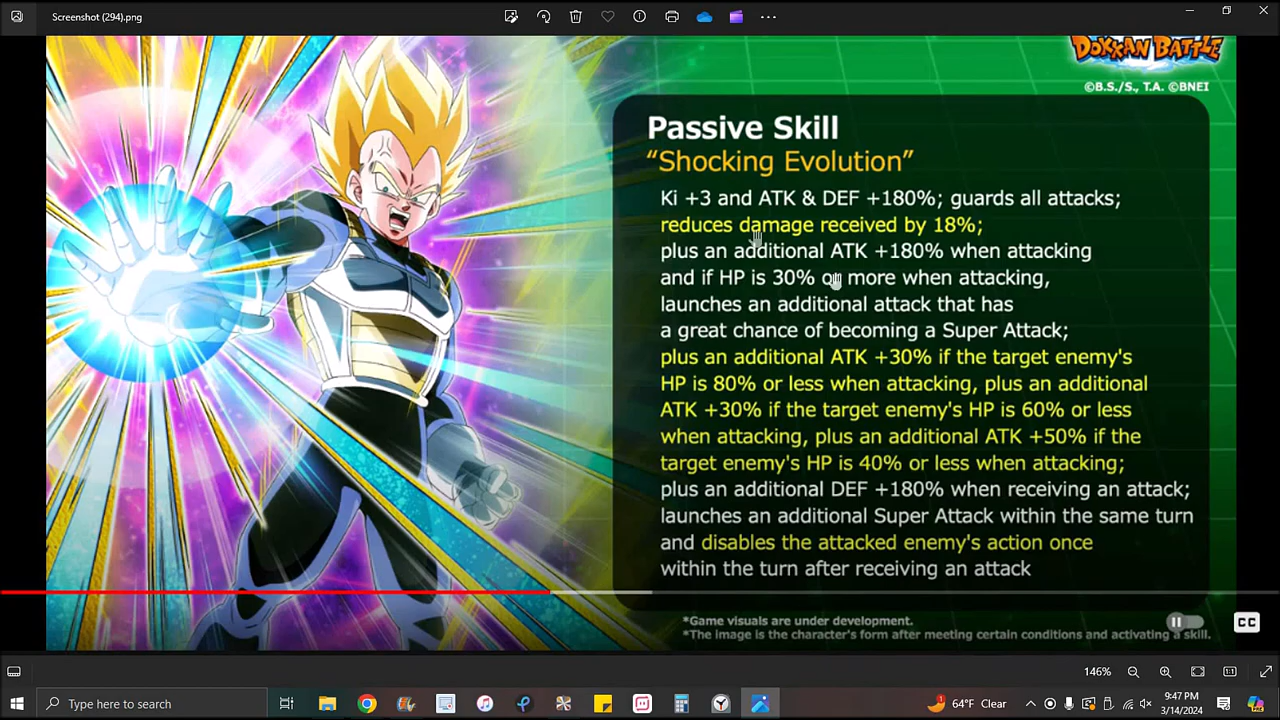 Screenshot (294).png
DOKKAN BATTLE
©B.S./S., T.A. ©BNEI
Passive Skill
“Shocking Evolution”
Ki +3 and ATK & DEF +180%; guards all attacks;
reduces damage received by 18%;
plus an additional ATK +180% when attacking
and if HP is 30% or more when attacking,
launches an additional attack that has
a great chance of becoming a Super Attack;
plus an additional ATK +30% if the target enemy's
HP is 80% or less when attacking, plus an additional
ATK +30% if the target enemy's HP is 60% or less
when attacking, plus an additional ATK +50% if the
target enemy's HP is 40% or less when attacking;
plus an additional DEF +180% when receiving an attack;
launches an additional Super Attack within the same turn
and disables the attacked enemy's action once
within the turn after receiving an attack
*Game visuals are under development.
*The image is the character's form after meeting certain conditions and activating a skill.
CC
146%
Type here to search
64°F Clear
9:47 PM
3/14/2024